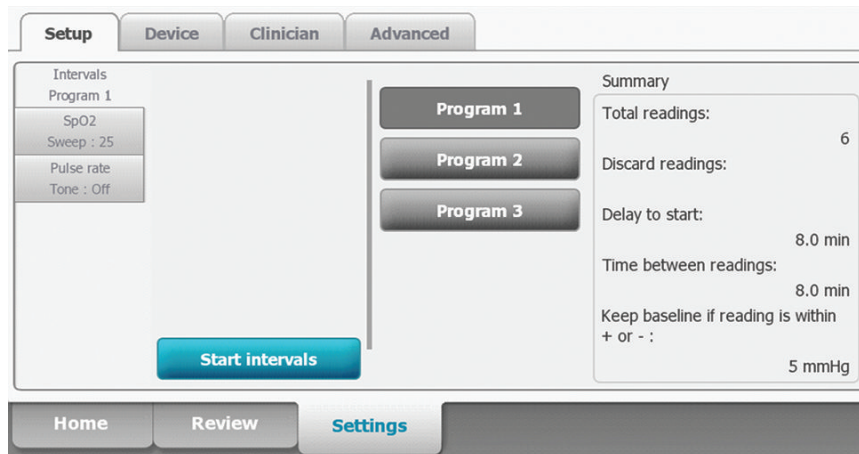 Setup
Device
Clinician
Advanced
Intervals
Program 1
SpO2
Sweep : 25
Pulse rate
Tone : Off
Start intervals
Program 1
Program 2
Program 3
Summary
Total readings:
6
Discard readings:
Delay to start:
8.0 min
Time between readings:
8.0 min
Keep baseline if reading is within
+ or - :
5 mmHg
Home
Review
Settings